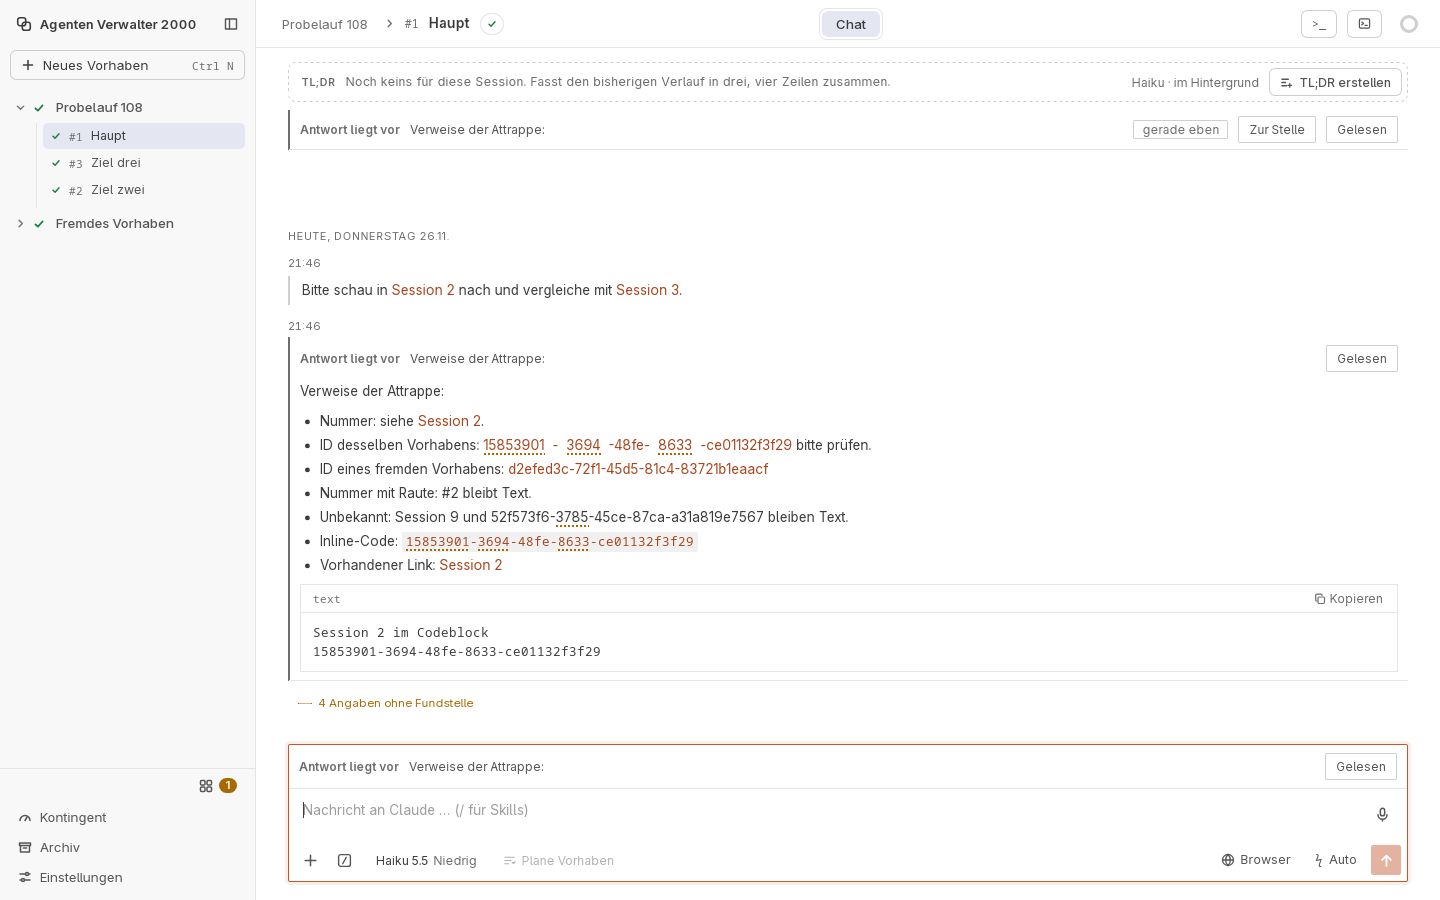 Agenten Verwalter 2000
Neues Vorhaben Ctrl N
Probelauf 108
#1 Haupt
#3 Ziel drei
#2 Ziel zwei
Fremdes Vorhaben
1
Kontingent
Archiv
Einstellungen
Probelauf 108 #1 Haupt
Chat
>_
TL;DR Noch keins für diese Session. Fasst den bisherigen Verlauf in drei, vier Zeilen zusammen. Haiku · im Hintergrund TL;DR erstellen
Antwort liegt vor Verweise der Attrappe: gerade eben Zur Stelle Gelesen
HEUTE, DONNERSTAG 26.11.
21:46
Bitte schau in Session 2 nach und vergleiche mit Session 3.
21:46
Antwort liegt vor Verweise der Attrappe: Gelesen
Verweise der Attrappe:
• Nummer: siehe Session 2.
• ID desselben Vorhabens: 15853901 - 3694 -48fe- 8633 -ce01132f3f29 bitte prüfen.
• ID eines fremden Vorhabens: d2efed3c-72f1-45d5-81c4-83721b1eaacf
• Nummer mit Raute: #2 bleibt Text.
• Unbekannt: Session 9 und 52f573f6-3785-45ce-87ca-a31a819e7567 bleiben Text.
• Inline-Code: 15853901-3694-48fe-8633-ce01132f3f29
• Vorhandener Link: Session 2
text Kopieren
Session 2 im Codeblock
15853901-3694-48fe-8633-ce01132f3f29
4 Angaben ohne Fundstelle
Antwort liegt vor Verweise der Attrappe: Gelesen
Nachricht an Claude … (/ für Skills)
Haiku 5.5 Niedrig Plane Vorhaben Browser Auto